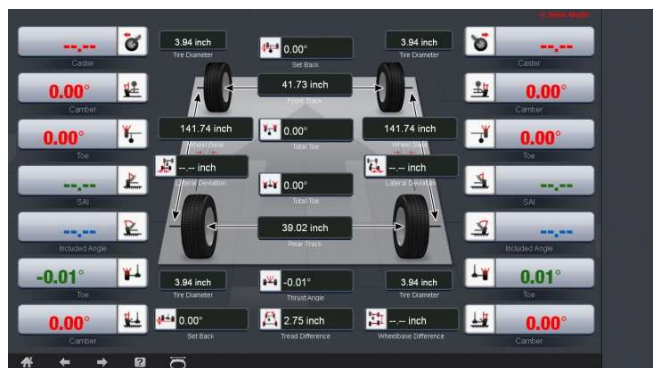 --.--
3.94 inch
0.00°
3.94 inch
--.--
Caster
Tire Diameter
Set Back
Tire Diameter
Caster
0.00°
41.73 inch
0.00°
Camber
Front Track
Camber
0.00°
141.74 inch
0.00°
141.74 inch
0.00°
Toe
Wheel Base
Total Toe
Wheel Base
Toe
--.--
--.-- inch
--.-- inch
--.--
SAI
Lateral Deviation
0.00°
Lateral Deviation
SAI
Total Toe
--.--
39.02 inch
--.--
Included Angle
Rear Track
Included Angle
-0.01°
3.94 inch
-0.01°
3.94 inch
0.01°
Toe
Tire Diameter
Thrust Angle
Tire Diameter
Toe
0.00°
0.00°
2.75 inch
--.-- inch
0.00°
Camber
Set Back
Tread Difference
Wheelbase Difference
Camber
?